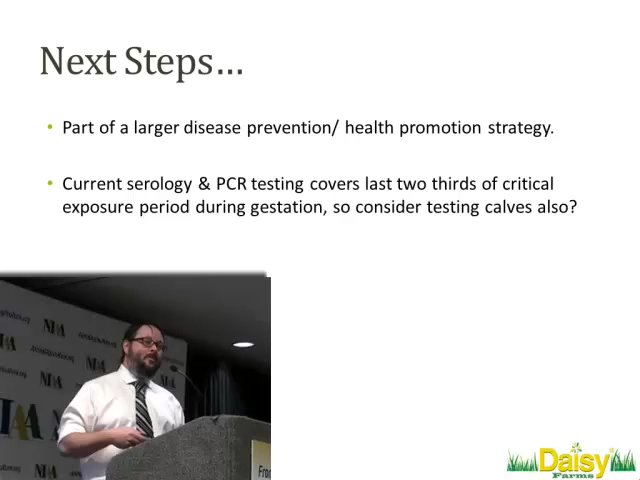 Next Steps...
• Part of a larger disease prevention/ health promotion strategy.
• Current serology & PCR testing covers last two thirds of critical
exposure period during gestation, so consider testing calves also?
Daisy
Farms